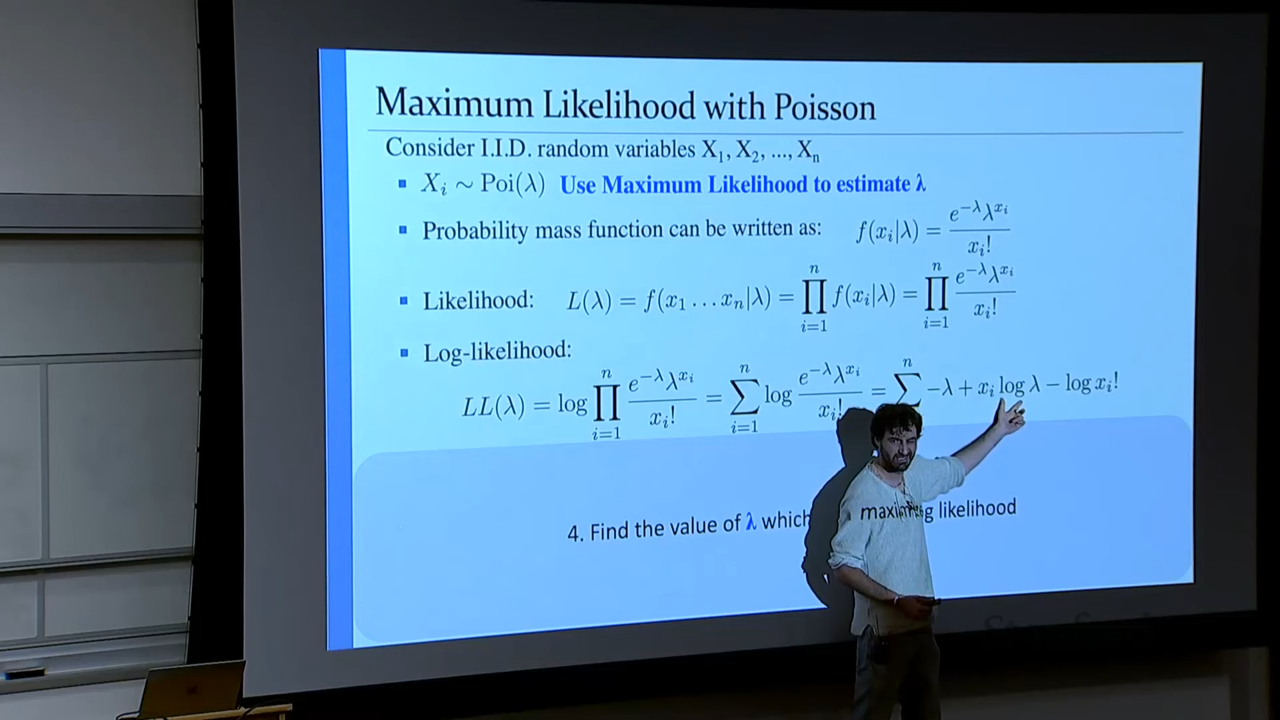 Maximum Likelihood with Poisson
Consider I.I.D. random variables X₁, X₂, ..., Xₙ
▪ Xᵢ ∼ Poi(λ) Use Maximum Likelihood to estimate λ
▪ Probability mass function can be written as: f(xᵢ|λ) = e^{−λ}λ^{xᵢ} / xᵢ!
▪ Likelihood: L(λ) = f(x₁ … xₙ|λ) = ∏_{i=1}^{n} f(xᵢ|λ) = ∏_{i=1}^{n} e^{−λ}λ^{xᵢ} / xᵢ!
▪ Log-likelihood:
LL(λ) = log ∏_{i=1}^{n} e^{−λ}λ^{xᵢ} / xᵢ! = ∑_{i=1}^{n} log e^{−λ}λ^{xᵢ} / xᵢ! = ∑^{n} −λ + xᵢ log λ − log xᵢ!
4. Find the value of λ which likelihood